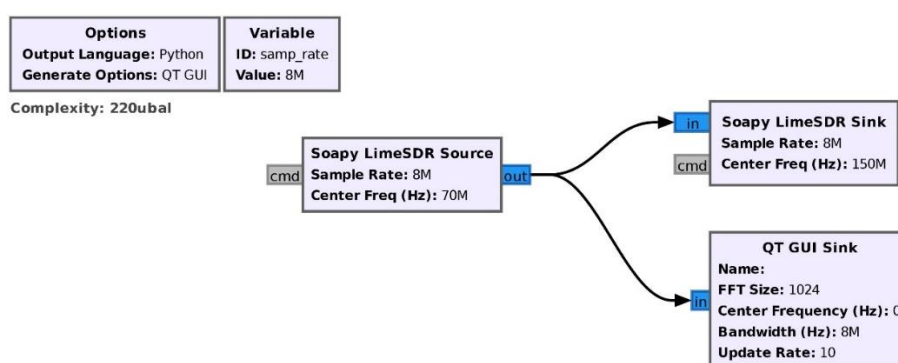 Options
Output Language: Python
Generate Options: QT GUI
Variable
ID: samp_rate
Value: 8M
Complexity: 220ubal
cmd
Soapy LimeSDR Source
Sample Rate: 8M
Center Freq (Hz): 70M
out
in
cmd
Soapy LimeSDR Sink
Sample Rate: 8M
Center Freq (Hz): 150M
in
QT GUI Sink
Name:
FFT Size: 1024
Center Frequency (Hz): 0
Bandwidth (Hz): 8M
Update Rate: 10